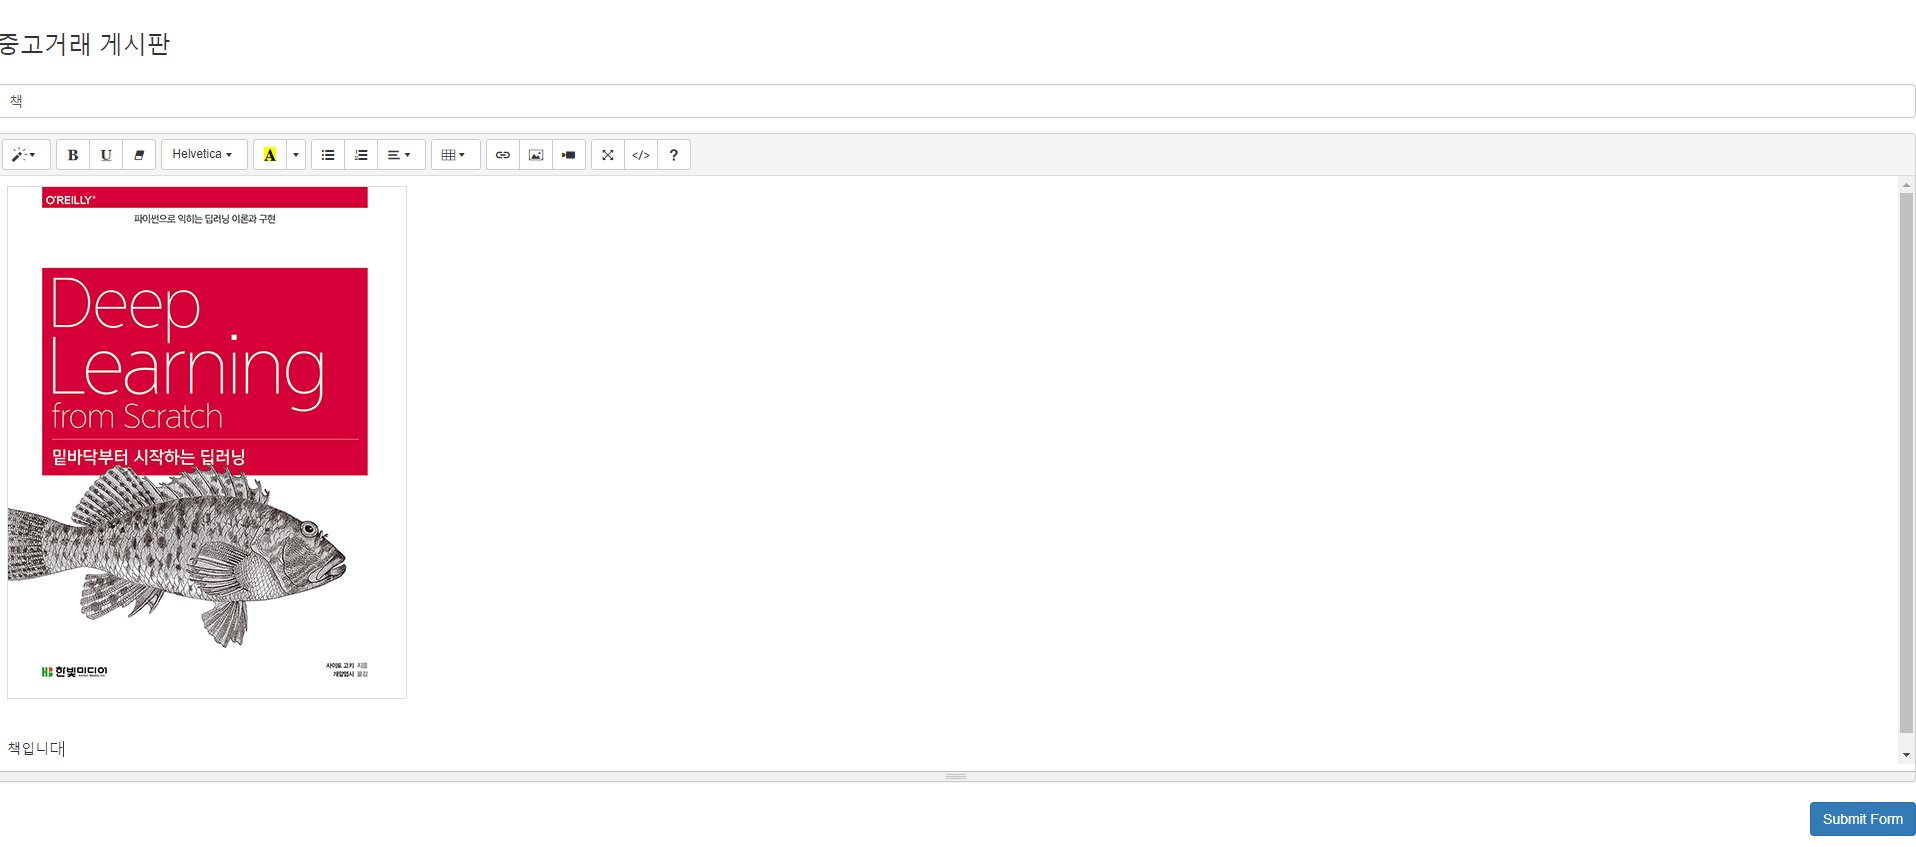 중고거래 게시판
책
B U Helvetica A </> ?
O'REILLY®
파이썬으로 익히는 딥러닝 이론과 구현
Deep
Learning
from Scratch
밑바닥부터 시작하는 딥러닝
한빛미디어
사이토 고키 지음
개앞맵시 옮김
책입니다
Submit Form